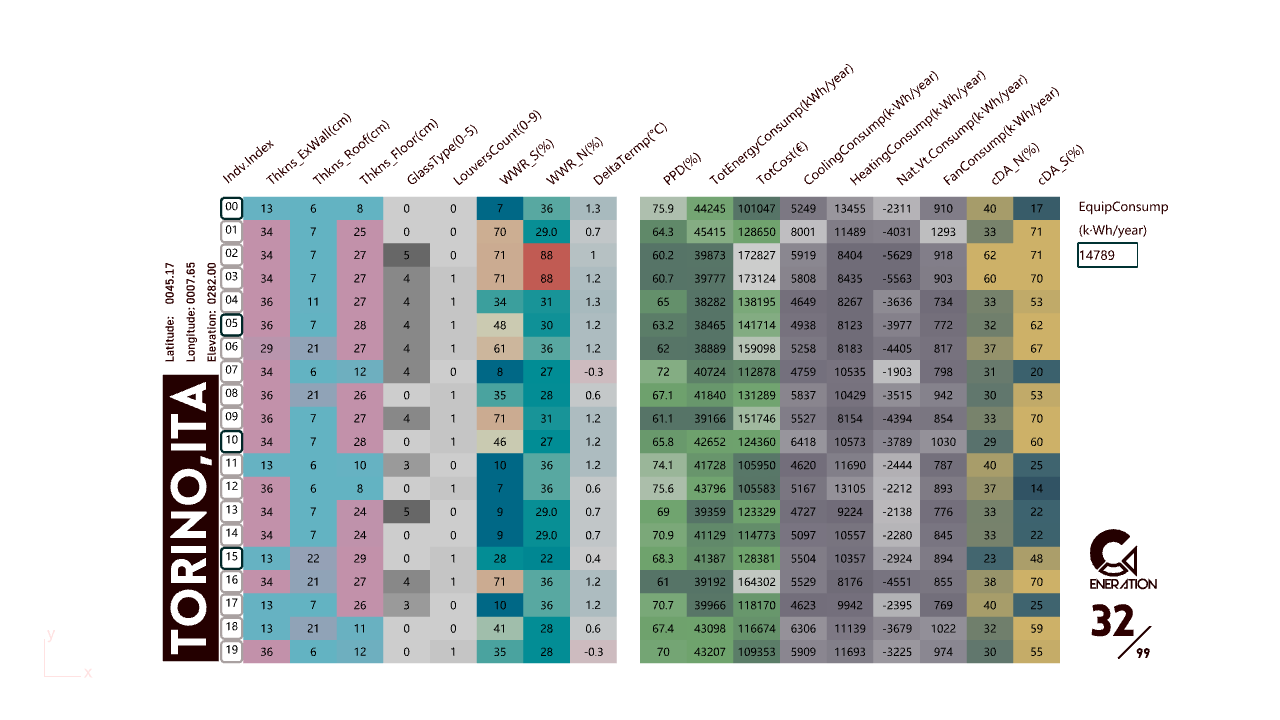 Indv.Index Thkns_ExWall(cm) Thkns_Roof(cm) Thkns_Floor(cm) GlassType(0-5) LouversCount(0-9) WWR_S(%) WWR_N(%) DeltaTermp(°C) PPD(%) TotEnergyConsump(kWh/year) TotCost(€) CoolingConsump(k·Wh/year) HeatingConsump(k·Wh/year) Nat.Vt.Consump(k·Wh/year) FanConsump(k·Wh/year) cDA_N(%) cDA_S(%)
00 13 6 8 0 0 7 36 1.3 75.9 44245 101047 5249 13455 -2311 910 40 17
01 34 7 25 0 0 70 29.0 0.7 64.3 45415 128650 8001 11489 -4031 1293 33 71
02 34 7 27 5 0 71 88 1 60.2 39873 172827 5919 8404 -5629 918 62 71
03 34 7 27 4 1 71 88 1.2 60.7 39777 173124 5808 8435 -5563 903 60 70
04 36 11 27 4 1 34 31 1.3 65 38282 138195 4649 8267 -3636 734 33 53
05 36 7 28 4 1 48 30 1.2 63.2 38465 141714 4938 8123 -3977 772 32 62
06 29 21 27 4 1 61 36 1.2 62 38889 159098 5258 8183 -4405 817 37 67
07 34 6 12 4 0 8 27 -0.3 72 40724 112878 4759 10535 -1903 798 31 20
08 36 21 26 0 1 35 28 0.6 67.1 41840 131289 5837 10429 -3515 942 30 53
09 36 7 27 4 1 71 31 1.2 61.1 39166 151746 5527 8154 -4394 854 33 70
10 34 7 28 0 1 46 27 1.2 65.8 42652 124360 6418 10573 -3789 1030 29 60
11 13 6 10 3 0 10 36 1.2 74.1 41728 105950 4620 11690 -2444 787 40 25
12 36 6 8 0 1 7 36 0.6 75.6 43796 105583 5167 13105 -2212 893 37 14
13 34 7 24 5 0 9 29.0 0.7 69 39359 123329 4727 9224 -2138 776 33 22
14 34 7 24 0 0 9 29.0 0.7 70.9 41129 114773 5097 10557 -2280 845 33 22
15 13 22 29 0 1 28 22 0.4 68.3 41387 128381 5504 10357 -2924 894 23 48
16 34 21 27 4 1 71 36 1.2 61 39192 164302 5529 8176 -4551 855 38 70
17 13 7 26 3 0 10 36 1.2 70.7 39966 118170 4623 9942 -2395 769 40 25
18 13 21 11 0 0 41 28 0.6 67.4 43098 116674 6306 11139 -3679 1022 32 59
19 36 6 12 0 1 35 28 -0.3 70 43207 109353 5909 11693 -3225 974 30 55
EquipConsump
(k·Wh/year)
14789
Latitude: 0045.17
Longitude: 0007.65
Elevation: 0282.00
TORINO,ITA
ENERATION
32/99
y
x